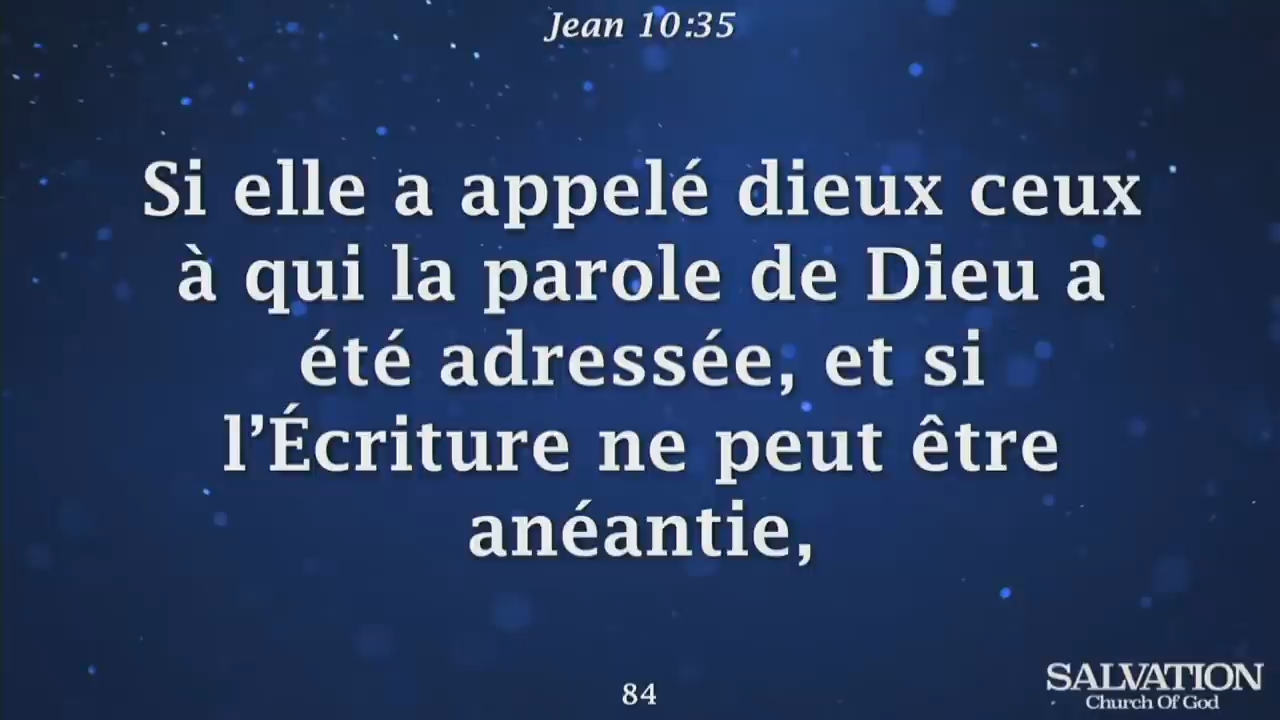 Jean 10:35
Si elle a appelé dieux ceux
à qui la parole de Dieu a
été adressée, et si
l’Écriture ne peut être
anéantie,
84
SALVATION
Church Of God